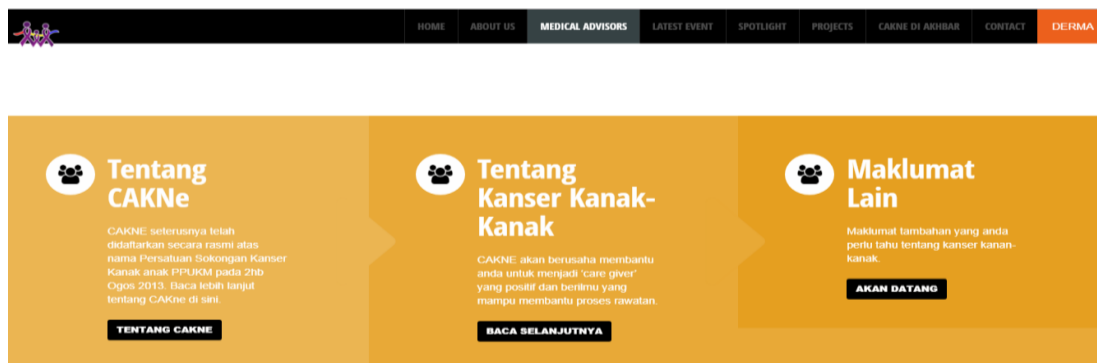 HOME ABOUT US MEDICAL ADVISORS LATEST EVENT SPOTLIGHT PROJECTS CAKNE DI AKHBAR CONTACT DERMA
Tentang
CAKNe
CAKNE seterusnya telah
didaftarkan secara rasmi atas
nama Persatuan Sokongan Kanser
Kanak anak PPUKM pada 2hb
Ogos 2013. Baca lebih lanjut
tentang CAKne di sini.
TENTANG CAKNE
Tentang
Kanser Kanak-
Kanak
CAKNE akan berusaha membantu
anda untuk menjadi 'care giver'
yang positif dan berilmu yang
mampu membantu proses rawatan.
BACA SELANJUTNYA
Maklumat
Lain
Maklumat tambahan yang anda
perlu tahu tentang kanser kanan-
kanak.
AKAN DATANG